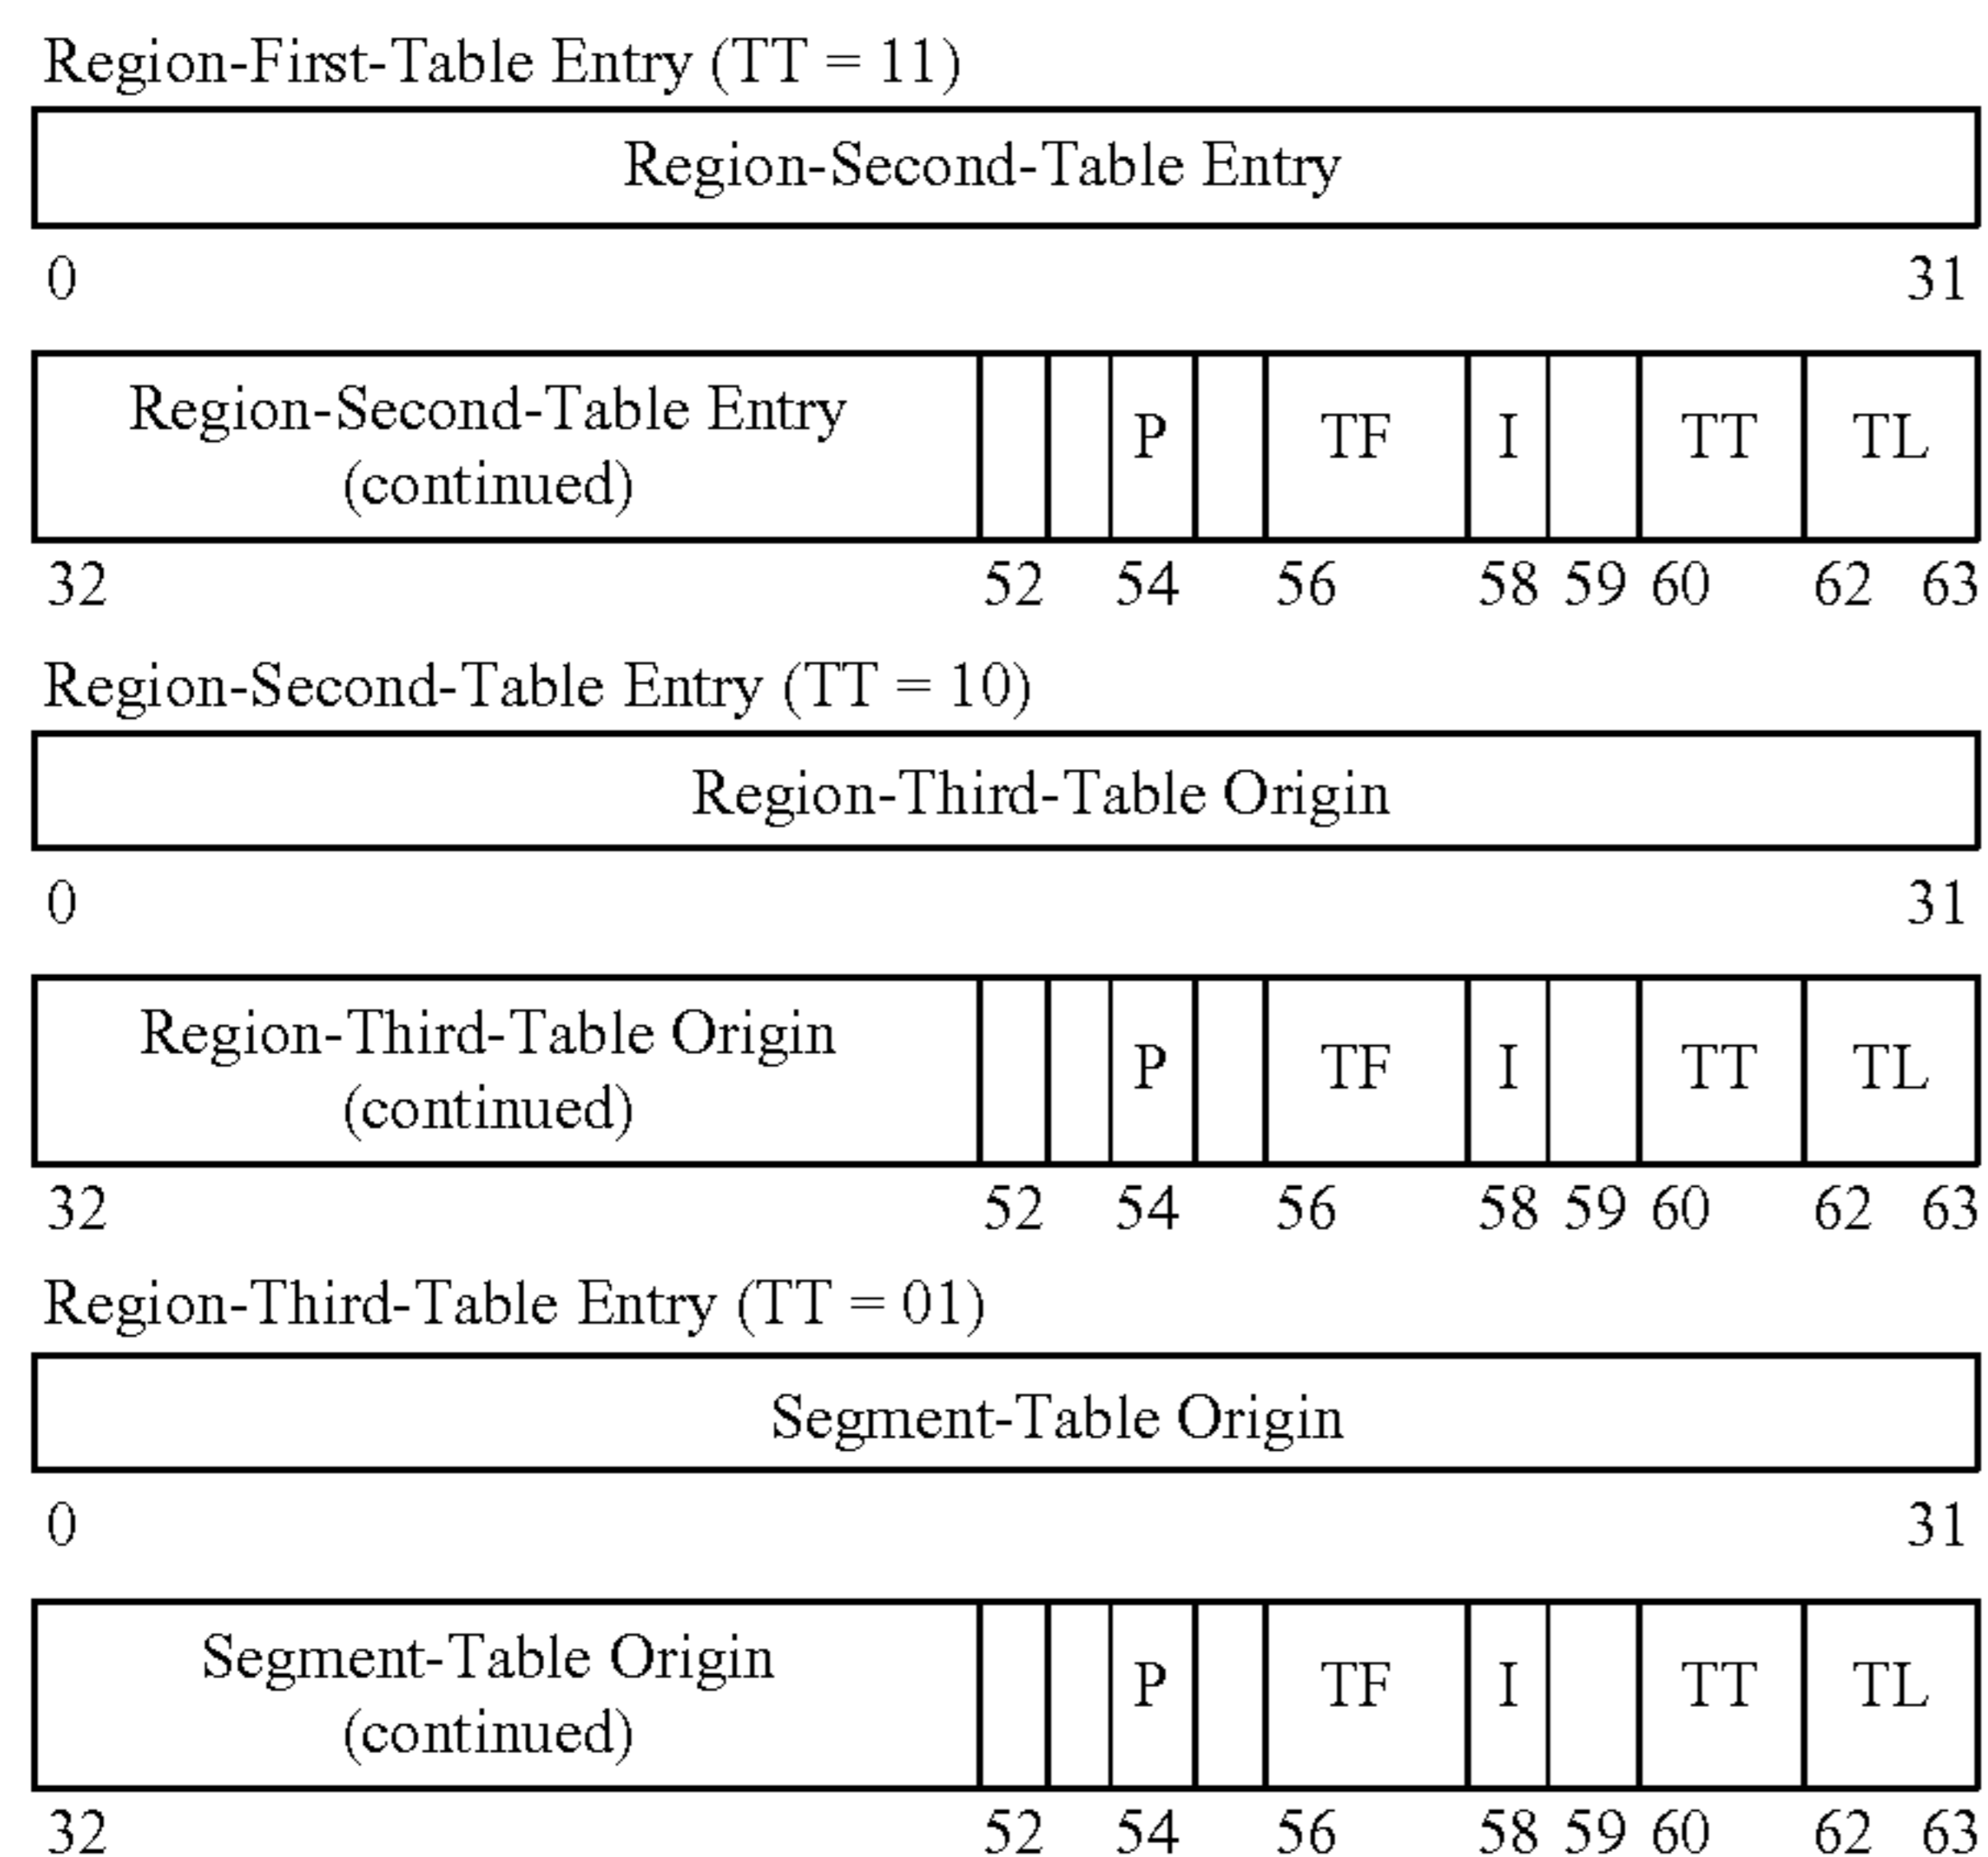 Region-First-Table Entry (TT = 11)
Region-Second-Table Entry
0 31
Region-Second-Table Entry
(continued)
P TF I TT TL
32 52 54 56 58 59 60 62 63
Region-Second-Table Entry (TT = 10)
Region-Third-Table Origin
0 31
Region-Third-Table Origin
(continued)
P TF I TT TL
32 52 54 56 58 59 60 62 63
Region-Third-Table Entry (TT = 01)
Segment-Table Origin
0 31
Segment-Table Origin
(continued)
P TF I TT TL
32 52 54 56 58 59 60 62 63